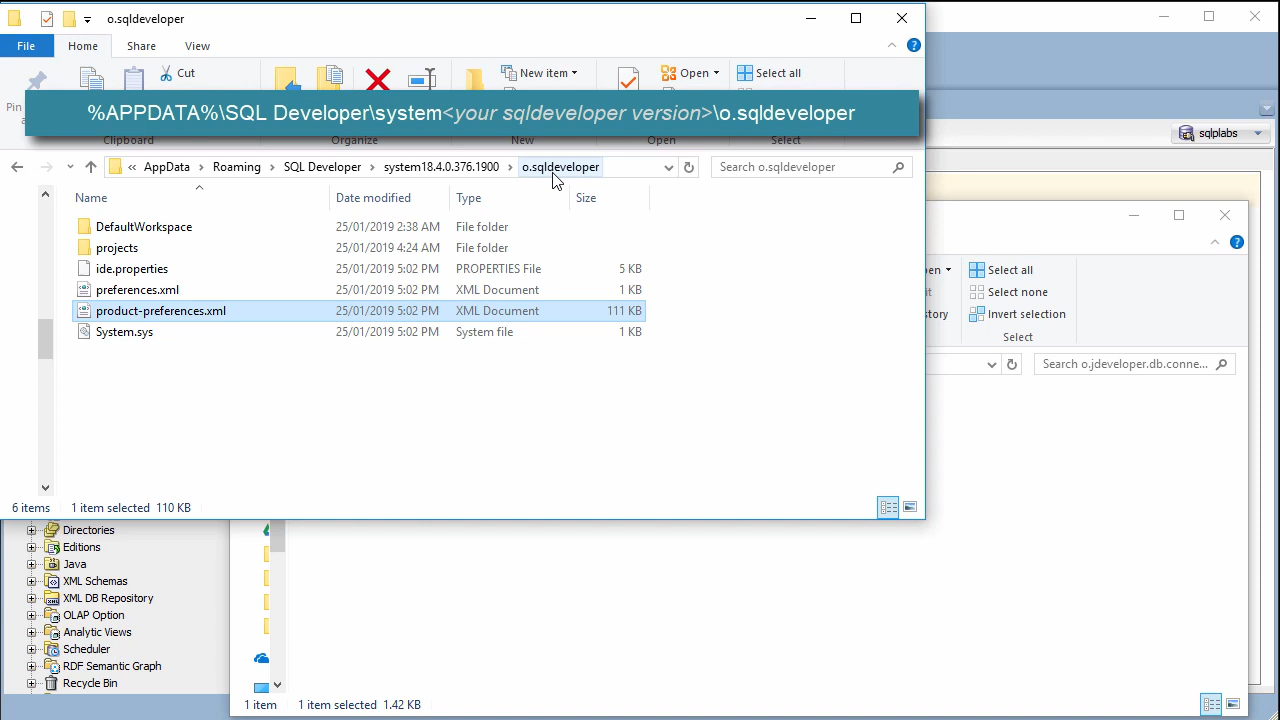 o.sqldeveloper
File Home Share View
Pin
Cut
New item
Open
Select all
%APPDATA%\SQL Developer\system<your sqldeveloper version>\o.sqldeveloper
Clipboard Organize New Open Select
sqlplabs
« AppData Roaming SQL Developer system18.4.0.376.1900 o.sqldeveloper
Search o.sqldeveloper
Name Date modified Type Size
DefaultWorkspace 25/01/2019 2:38 AM File folder
projects 25/01/2019 4:24 AM File folder
ide.properties 25/01/2019 5:02 PM PROPERTIES File 5 KB
preferences.xml 25/01/2019 5:02 PM XML Document 1 KB
product-preferences.xml 25/01/2019 5:02 PM XML Document 111 KB
System.sys 25/01/2019 5:02 PM System file 1 KB
6 items 1 item selected 110 KB
en Select all
it Select none
story Invert selection
Select
Search o.jdeveloper.db.conne...
Directories
Editions
Java
XML Schemas
XML DB Repository
OLAP Option
Analytic Views
Scheduler
RDF Semantic Graph
Recycle Bin
1 item 1 item selected 1.42 KB